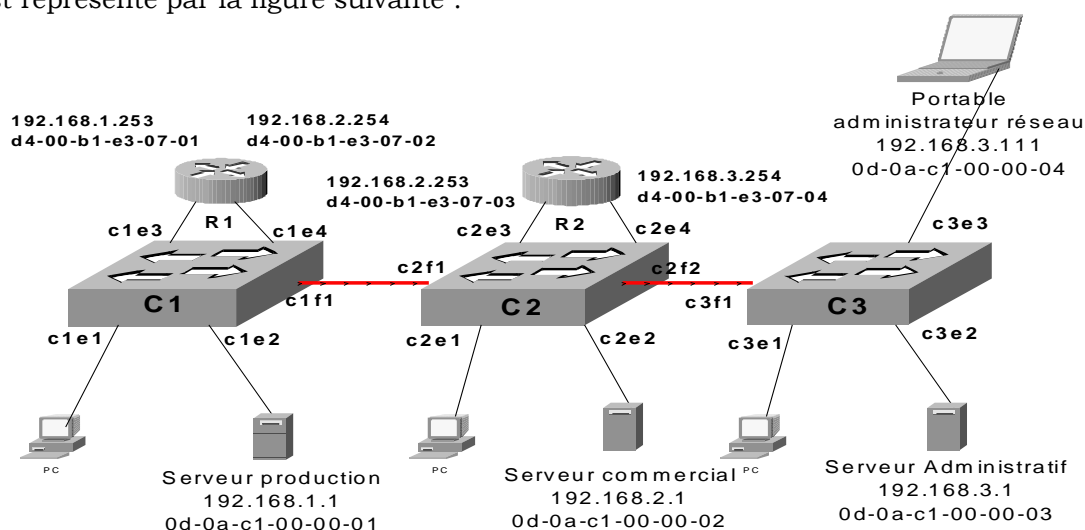 st représenté par la figure suivante :
Portable
administrateur réseau
192.168.3.111
0d-0a-c1-00-00-04
192.168.1.253
d4-00-b1-e3-07-01
192.168.2.254
d4-00-b1-e3-07-02
192.168.2.253
d4-00-b1-e3-07-03
192.168.3.254
d4-00-b1-e3-07-04
R1
R2
c1e3
c1e4
c2e3
c2e4
c3e3
c2f1
c2f2
c1f1
c3f1
C1
C2
C3
c1e1
c1e2
c2e1
c2e2
c3e1
c3e2
PC
PC
PC
Serveur production
192.168.1.1
0d-0a-c1-00-00-01
Serveur commercial
192.168.2.1
0d-0a-c1-00-00-02
Serveur Administratif
192.168.3.1
0d-0a-c1-00-00-03